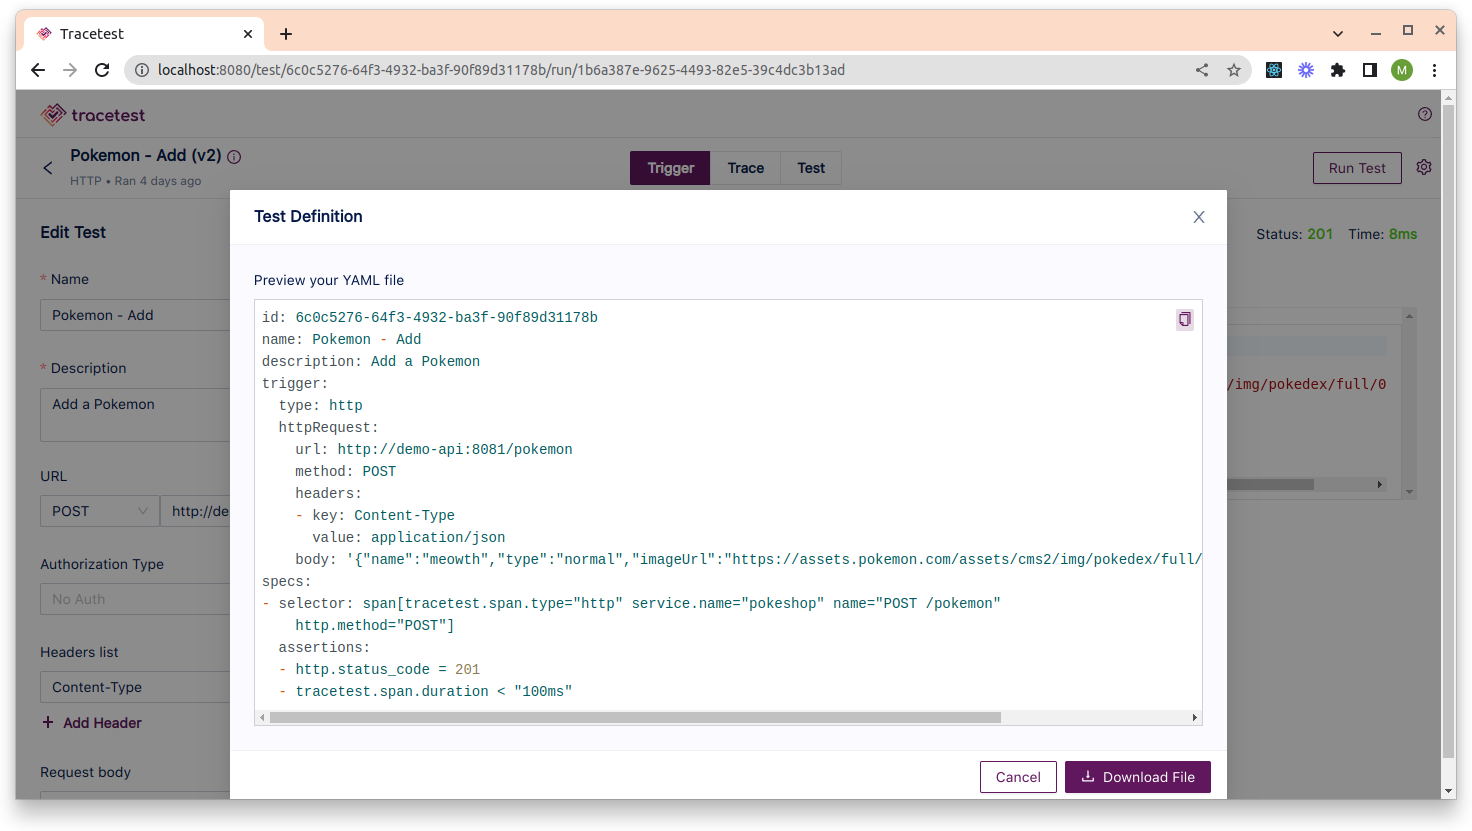 Tracetest
localhost:8080/test/6c0c5276-64f3-4932-ba3f-90f89d31178b/run/1b6a387e-9625-4493-82e5-39c4dc3b13ad
M
tracetest
Pokemon - Add (v2)
HTTP • Ran 4 days ago
Trigger
Trace
Test
Run Test
Edit Test
Status: 201 Time: 8ms
* Name
Pokemon - Add
* Description
Add a Pokemon
URL
POST
http://de
Authorization Type
No Auth
Headers list
Content-Type
+ Add Header
Request body
/img/pokedex/full/0
Test Definition
Preview your YAML file
id: 6c0c5276-64f3-4932-ba3f-90f89d31178b
name: Pokemon - Add
description: Add a Pokemon
trigger:
  type: http
  httpRequest:
    url: http://demo-api:8081/pokemon
    method: POST
    headers:
    - key: Content-Type
      value: application/json
    body: '{"name":"meowth","type":"normal","imageUrl":"https://assets.pokemon.com/assets/cms2/img/pokedex/full/
specs:
- selector: span[tracetest.span.type="http" service.name="pokeshop" name="POST /pokemon"
    http.method="POST"]
  assertions:
  - http.status_code = 201
  - tracetest.span.duration < "100ms"
Cancel
Download File